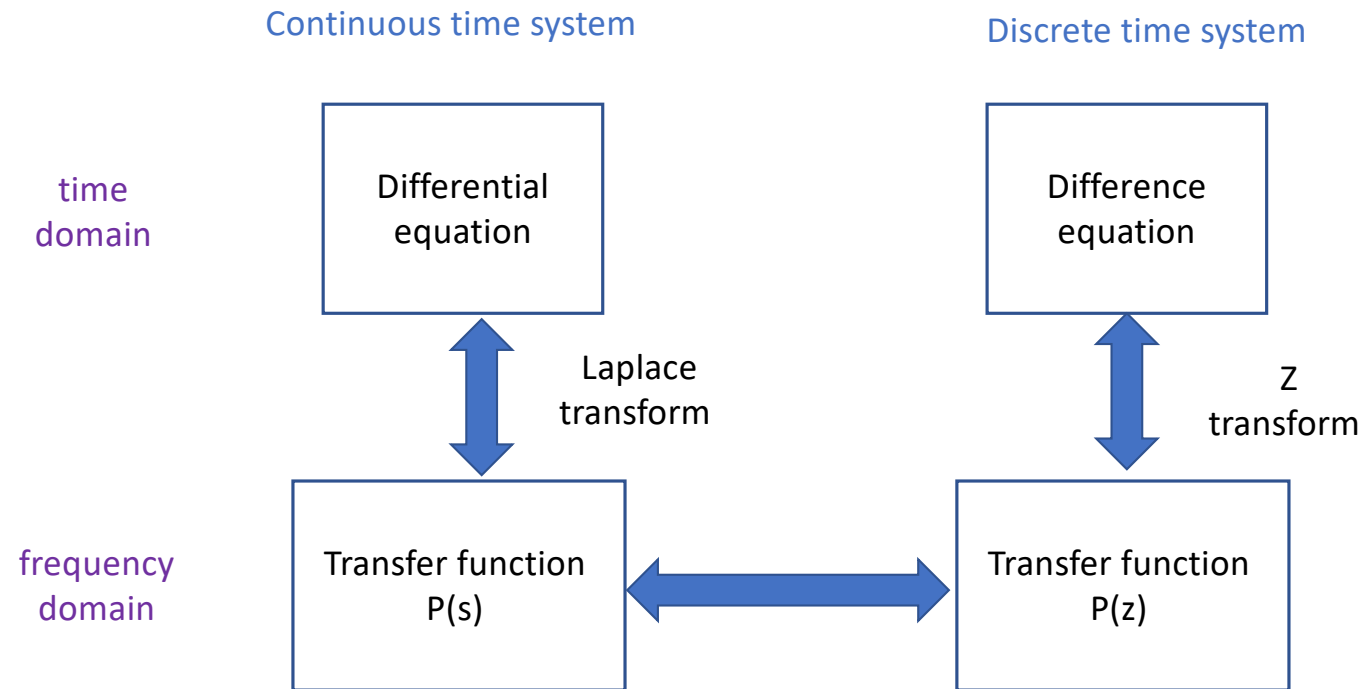 Continuous time system
Discrete time system
time
domain
Differential
equation
Difference
equation
Laplace
transform
Z
transform
frequency
domain
Transfer function
P(s)
Transfer function
P(z)